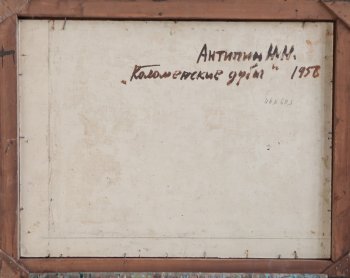 Антипин Н.Н.
„Коломенские дубы" 1958